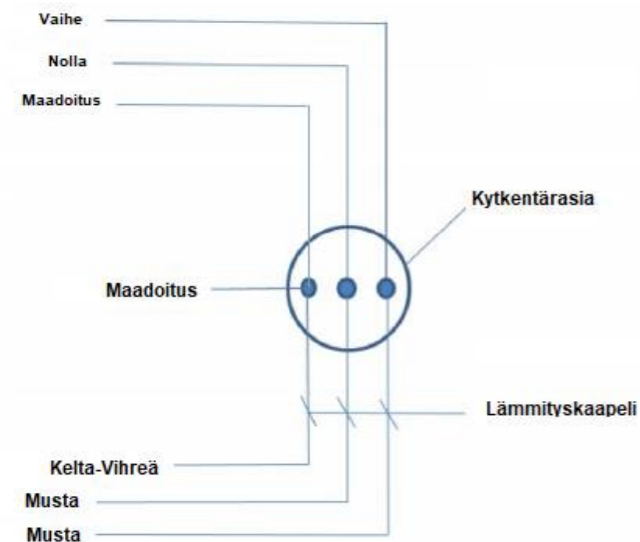 Vaihe
Nolla
Maadoitus
Kytkentärasia
Maadoitus
Lämmityskaapeli
Kelta-Vihreä
Musta
Musta